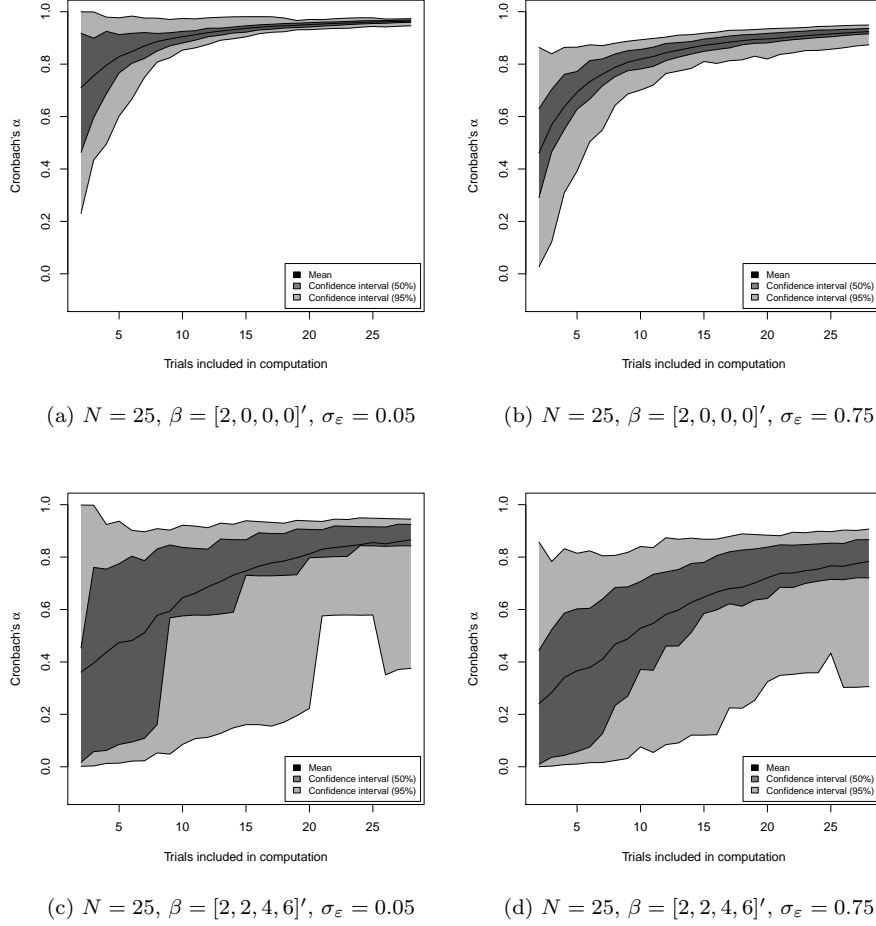 Cronbach's α
1.0
0.8
0.6
0.4
0.2
0.0
Mean
Confidence interval (50%)
Confidence interval (95%)
5 10 15 20 25
Trials included in computation
(a) N = 25, β = [2, 0, 0, 0]′, σε = 0.05
Cronbach's α
1.0
0.8
0.6
0.4
0.2
0.0
Mean
Confidence interval (50%)
Confidence interval (95%)
5 10 15 20 25
Trials included in computation
(b) N = 25, β = [2, 0, 0, 0]′, σε = 0.75
Cronbach's α
1.0
0.8
0.6
0.4
0.2
0.0
Mean
Confidence interval (50%)
Confidence interval (95%)
5 10 15 20 25
Trials included in computation
(c) N = 25, β = [2, 2, 4, 6]′, σε = 0.05
Cronbach's α
1.0
0.8
0.6
0.4
0.2
0.0
Mean
Confidence interval (50%)
Confidence interval (95%)
5 10 15 20 25
Trials included in computation
(d) N = 25, β = [2, 2, 4, 6]′, σε = 0.75